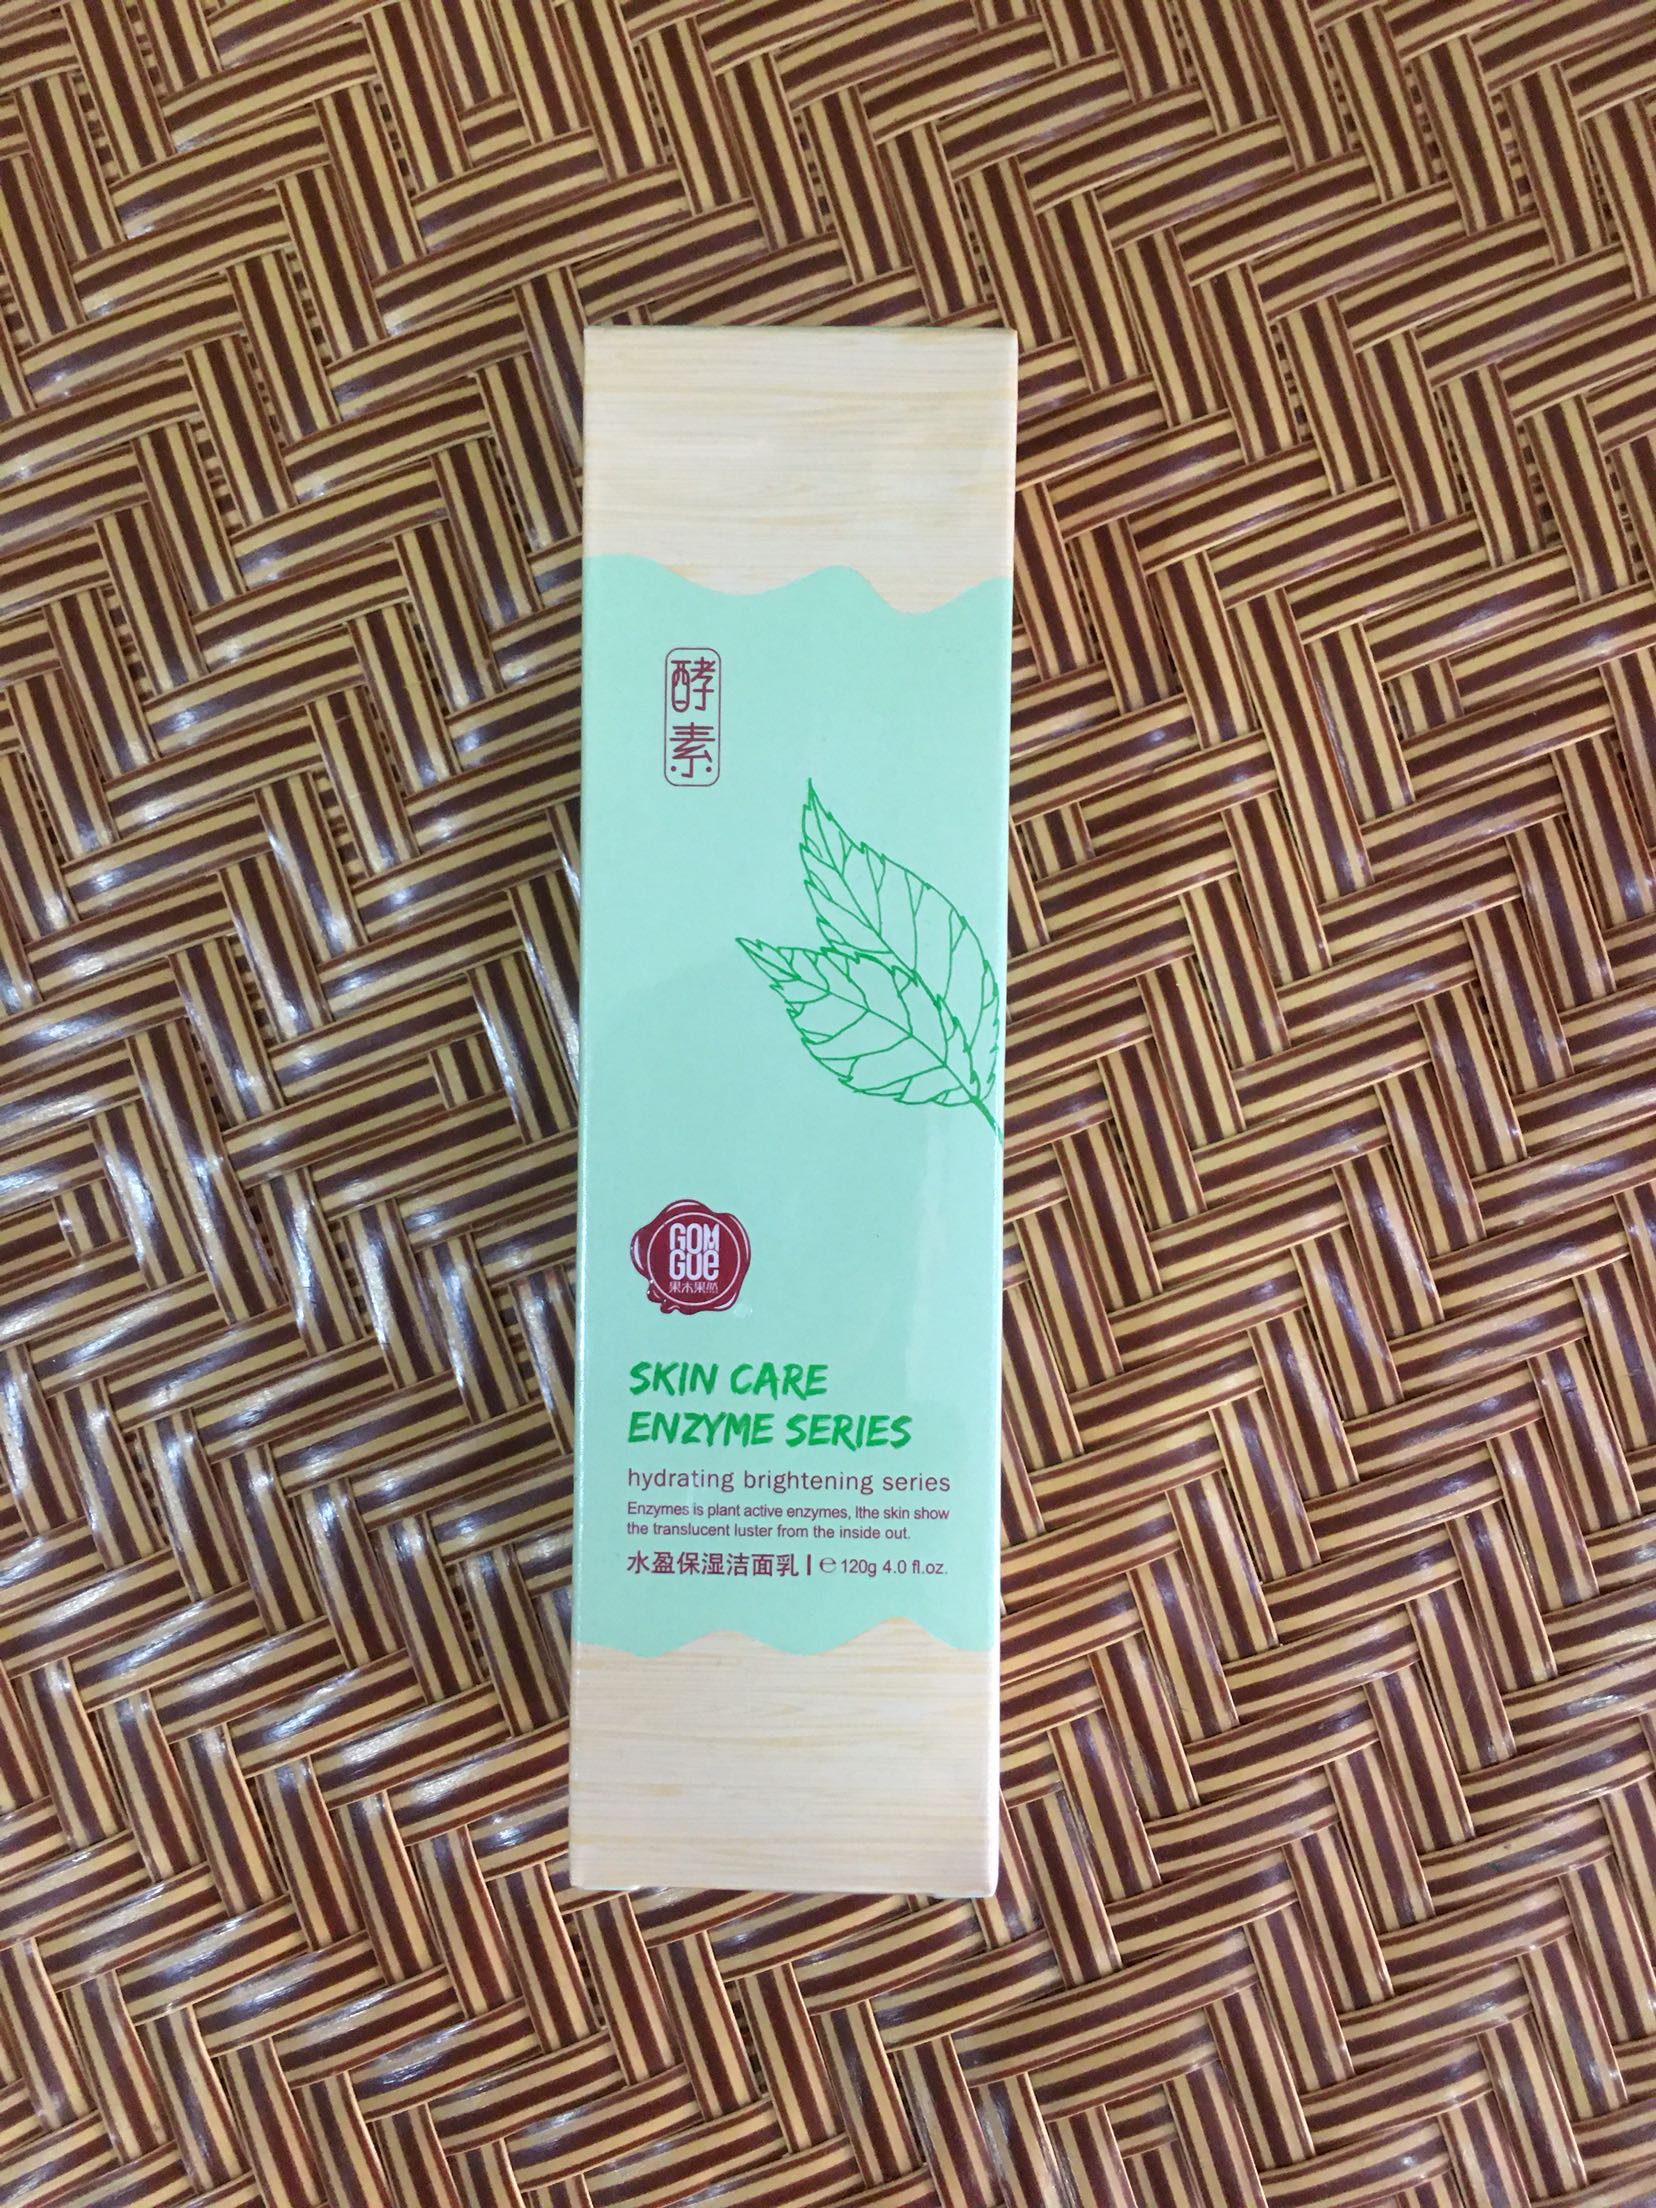 酵素
GOM
GUe
果木果然
SKIN CARE
ENZYME SERIES
hydrating brightening series
Enzymes is plant active enzymes, lthe skin show
the translucent luster from the inside out.
水盈保湿洁面乳 | ℮ 120g 4.0 fl.oz.